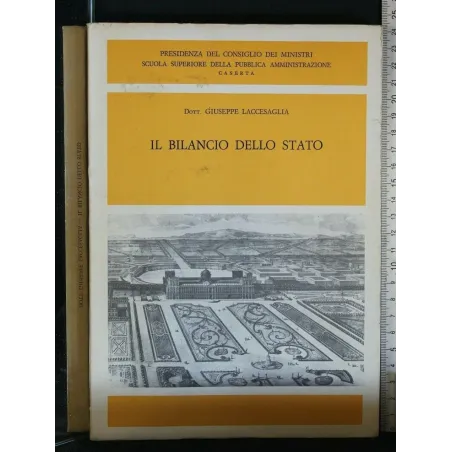 PRESIDENZA DEL CONSIGLIO DEI MINISTRI
SCUOLA SUPERIORE DELLA PUBBLICA AMMINISTRAZIONE
CASERTA
DOTT. GIUSEPPE LACCESAGLIA
IL BILANCIO DELLO STATO